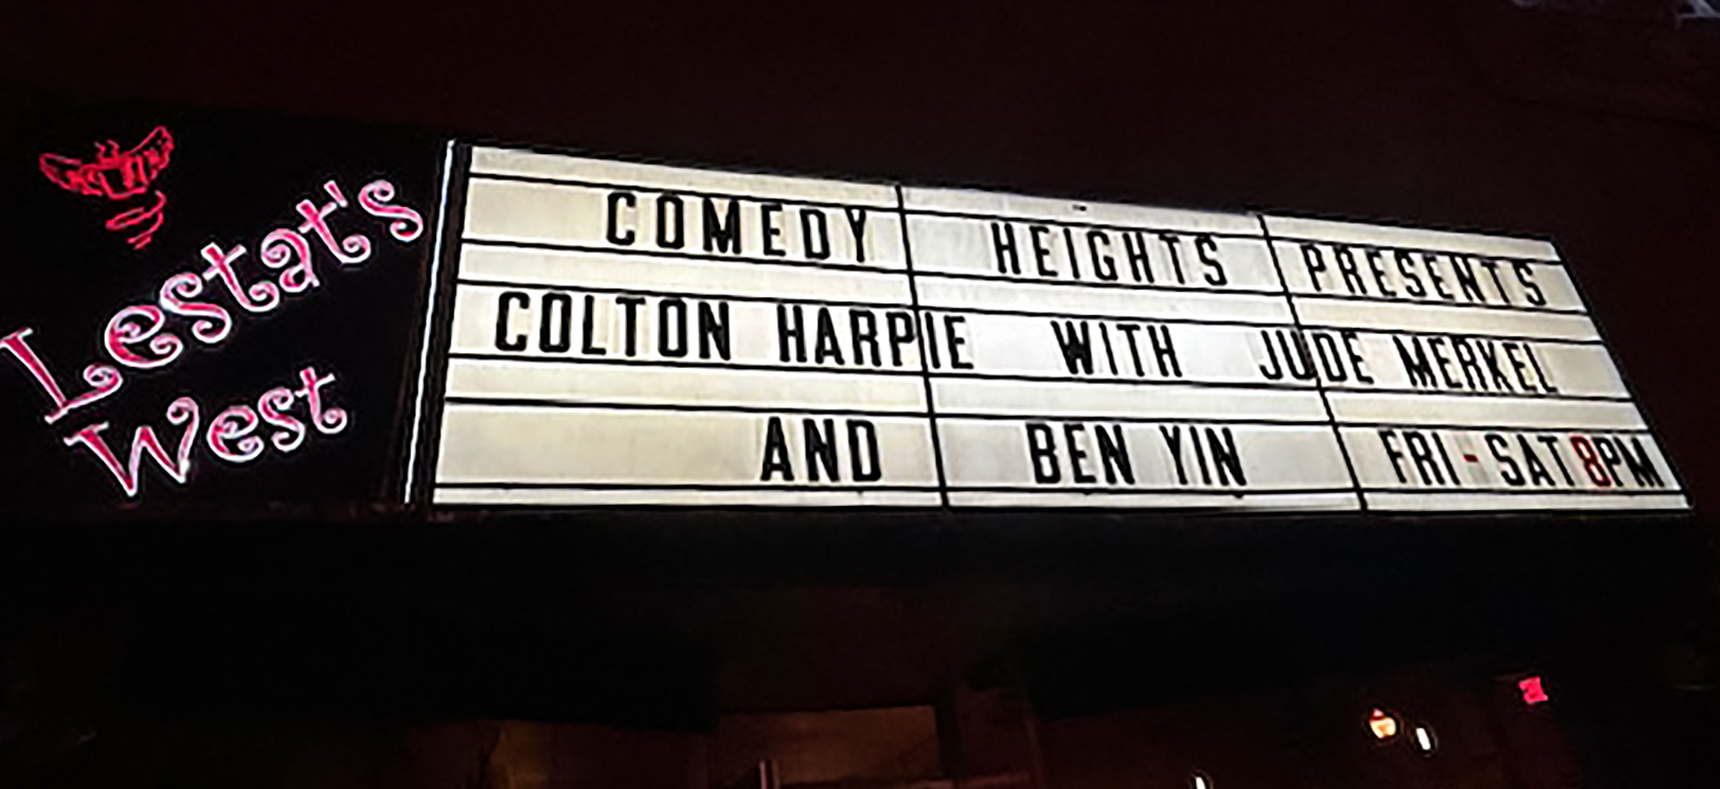 Lestat's
West
COMEDY HEIGHTS PRESENTS
COLTON HARPIE WITH JUDE MERKEL
AND BEN YIN FRI-SAT 8PM